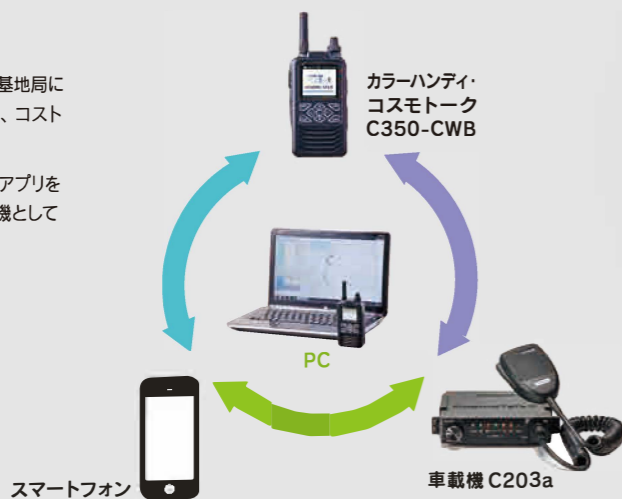 基地局に
、コスト
アプリを
機として
カラーハンディ・
コスモトーク
C350-CWB
PC
スマートフォン
車載機 C203a